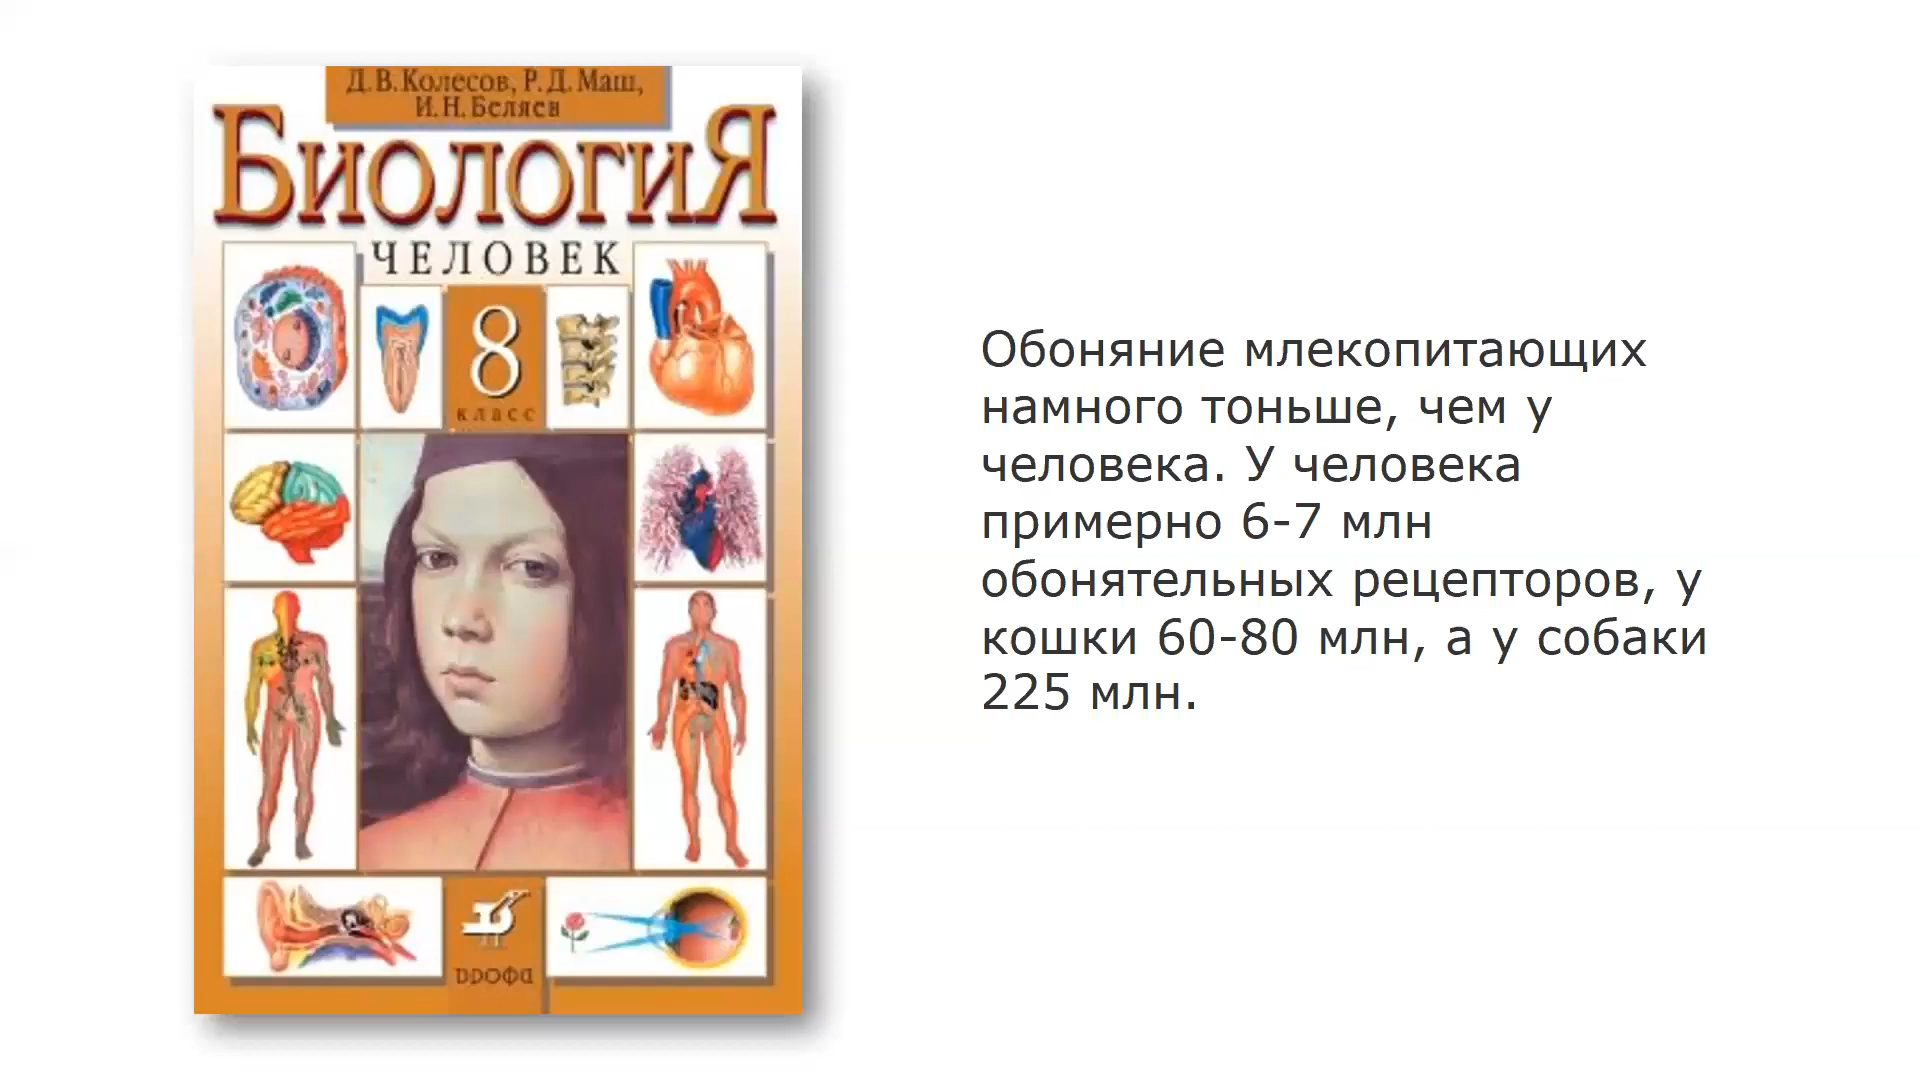 Д. В. Колесов, Р. Д. Маш,
И. Н. Беляев
БиологиЯ
ЧЕЛОВЕК
8
класс
дрофа
Обоняние млекопитающих
намного тоньше, чем у
человека. У человека
примерно 6-7 млн
обонятельных рецепторов, у
кошки 60-80 млн, а у собаки
225 млн.